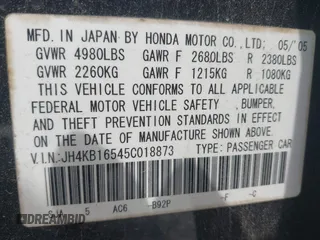 MFD. IN JAPAN BY HONDA MOTOR CO., LTD. 05/'05
GVWR 4980LBS GAWR F 2680LBS R 2380LBS
GVWR 2260KG GAWR F 1215KG R 1080KG
THIS VEHICLE CONFORMS TO ALL APPLICABLE
FEDERAL MOTOR VEHICLE SAFETY , BUMPER,
AND THEFT PREVENTION STANDARDS IN EFFECT
ON THE DATE OF MANUFACTURE SHOWN ABOVE.
V.I.N:JH4KB16545C018873 TYPE: PASSENGER CAR
5 AC6 -B92P -F -C
DREAMBID